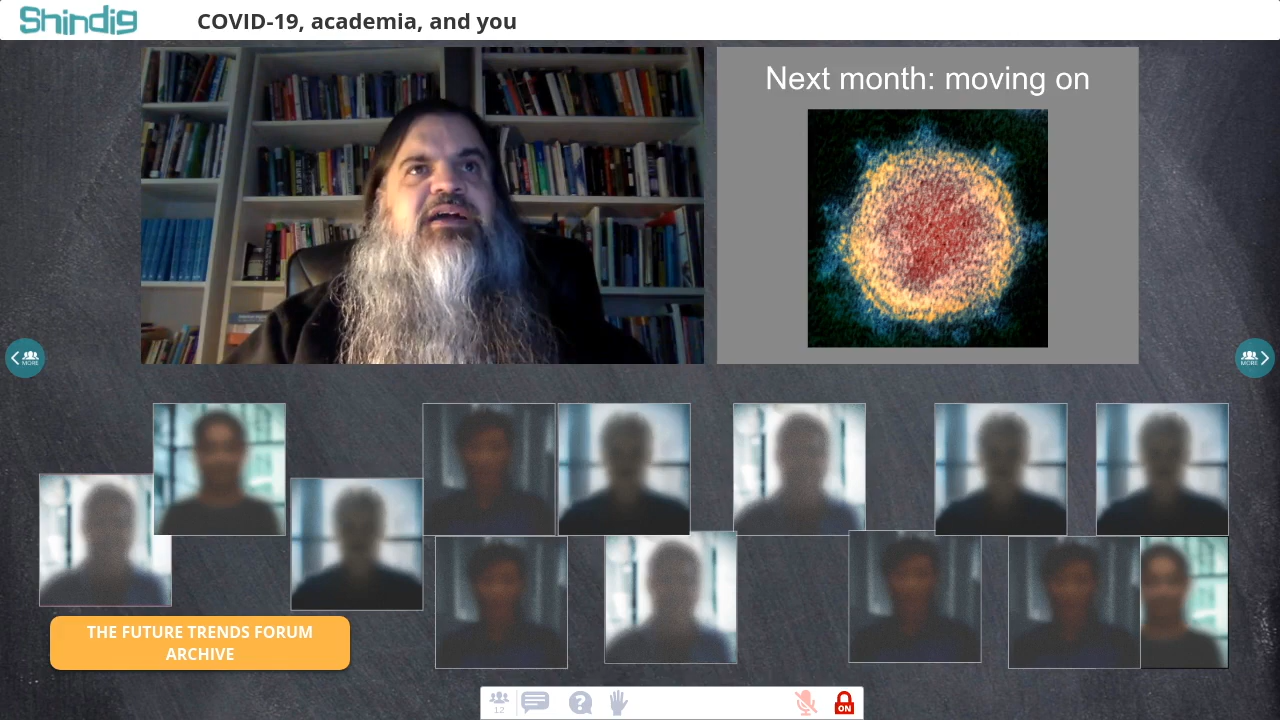 Shindig
COVID-19, academia, and you
Next month: moving on
MORE
MORE
THE FUTURE TRENDS FORUM
ARCHIVE
12
ON